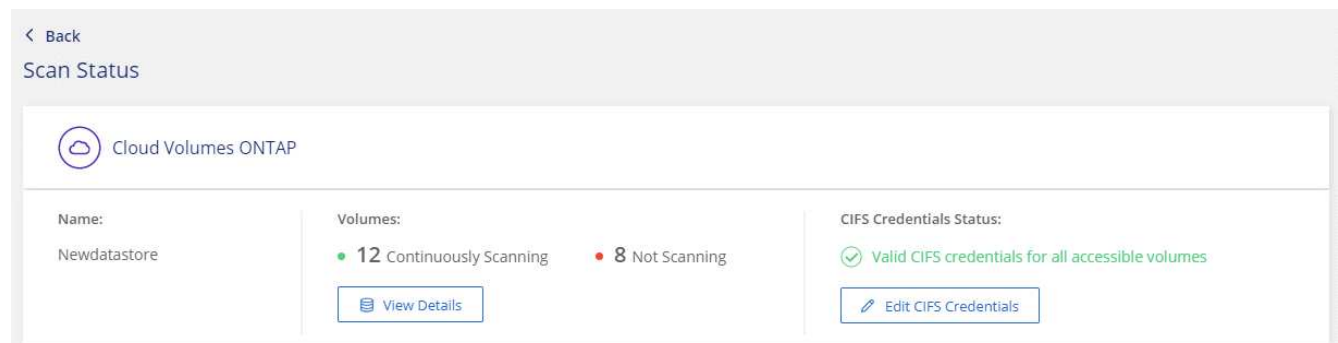 Back
Scan Status
Cloud Volumes ONTAP
Name:
Newdatastore
Volumes:
12 Continuously Scanning
8 Not Scanning
View Details
CIFS Credentials Status:
Valid CIFS credentials for all accessible volumes
Edit CIFS Credentials